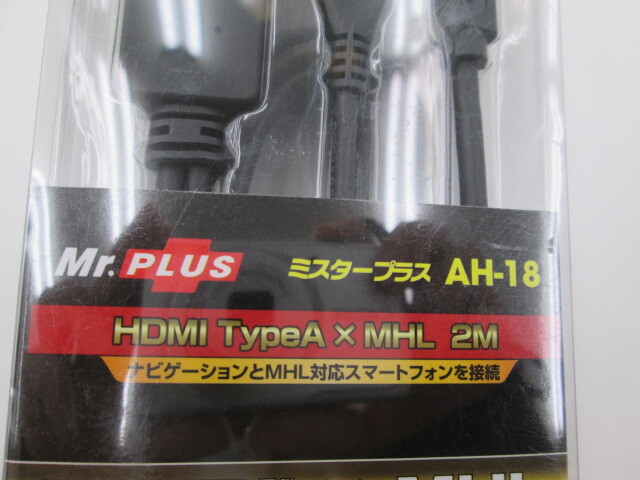 Mr. PLUS
ミスタープラス AH-18
HDMI TypeA × MHL 2M
ナビゲーションとMHL対応スマートフォンを接続